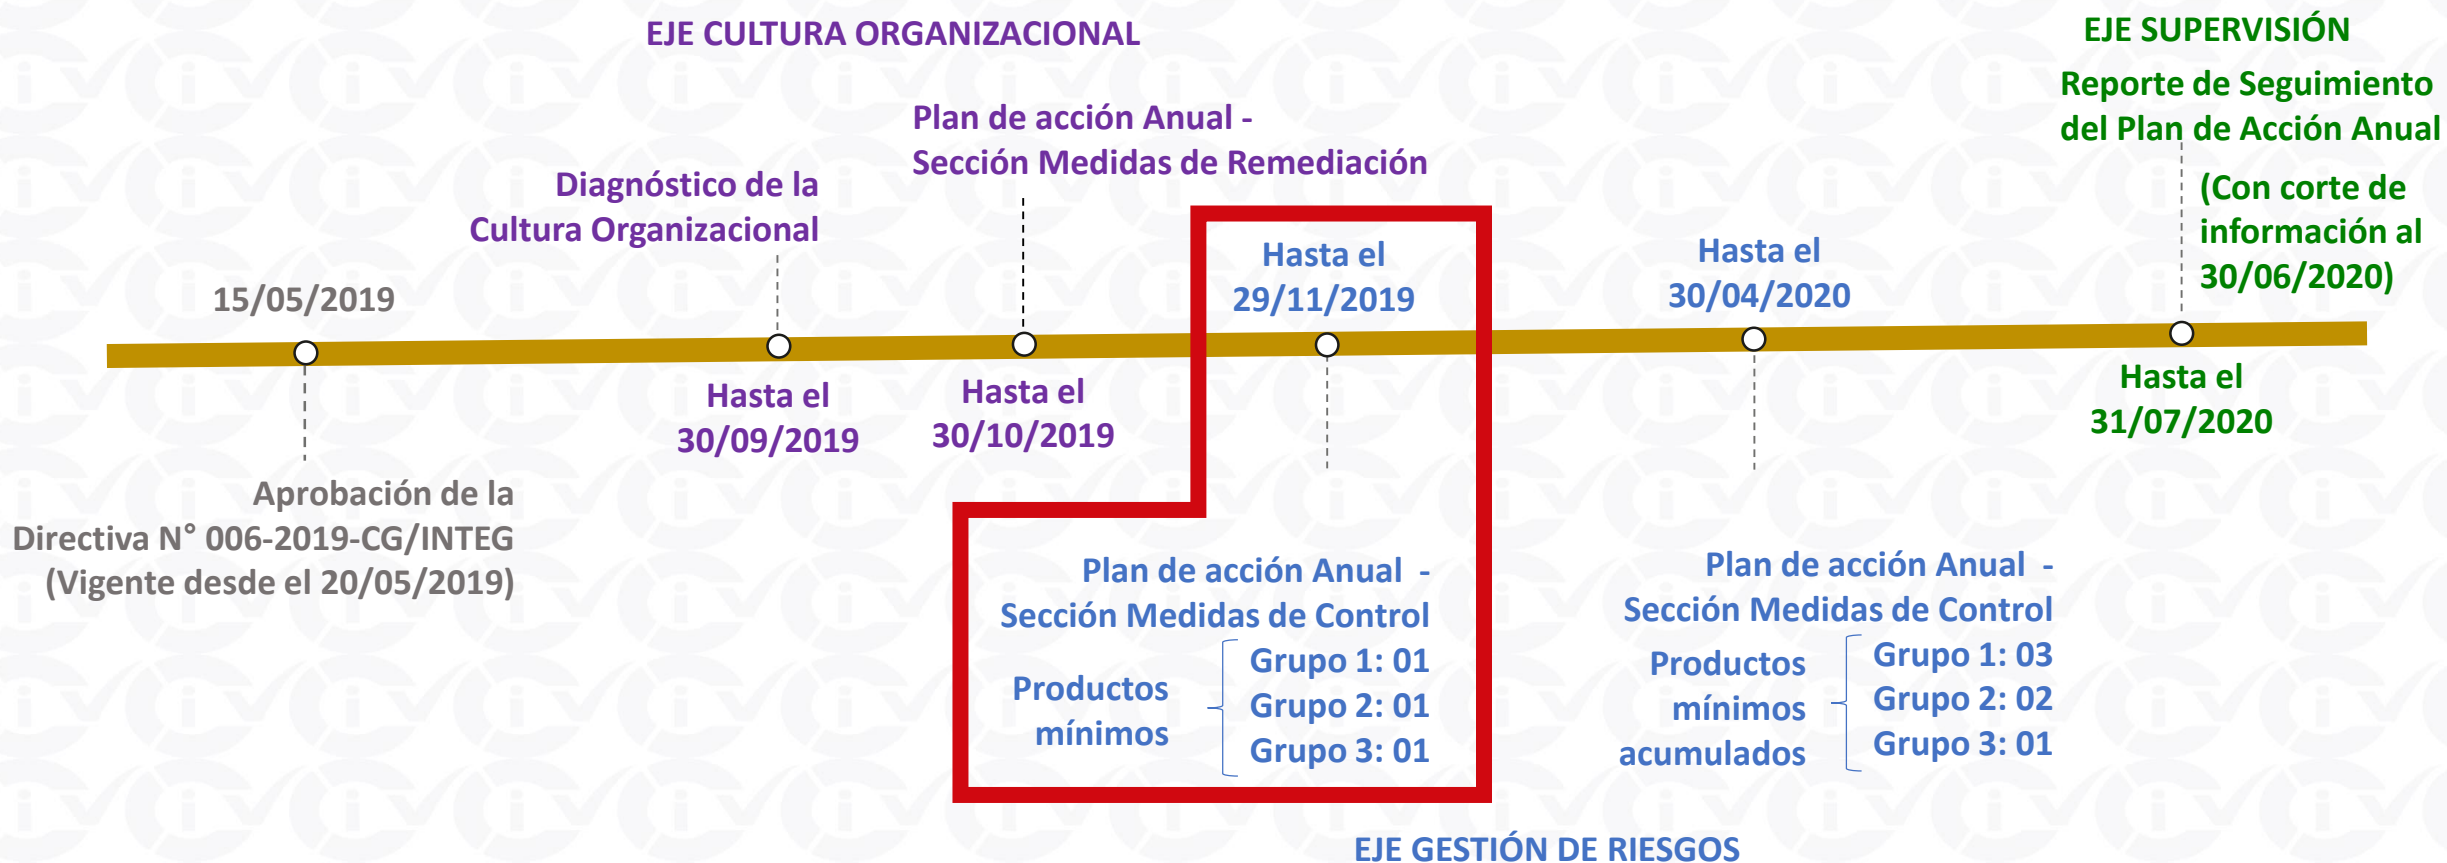 EJE CULTURA ORGANIZACIONAL
EJE SUPERVISIÓN
Reporte de Seguimiento
del Plan de Acción Anual
(Con corte de
información al
30/06/2020)
Plan de acción Anual -
Sección Medidas de Remediación
Diagnóstico de la
Cultura Organizacional
15/05/2019
Hasta el
29/11/2019
Hasta el
30/04/2020
Hasta el
30/09/2019
Hasta el
30/10/2019
Hasta el
31/07/2020
Aprobación de la
Directiva N° 006-2019-CG/INTEG
(Vigente desde el 20/05/2019)
Plan de acción Anual -
Sección Medidas de Control
Productos
mínimos
Grupo 1: 01
Grupo 2: 01
Grupo 3: 01
Plan de acción Anual -
Sección Medidas de Control
Productos
mínimos
acumulados
Grupo 1: 03
Grupo 2: 02
Grupo 3: 01
EJE GESTIÓN DE RIESGOS